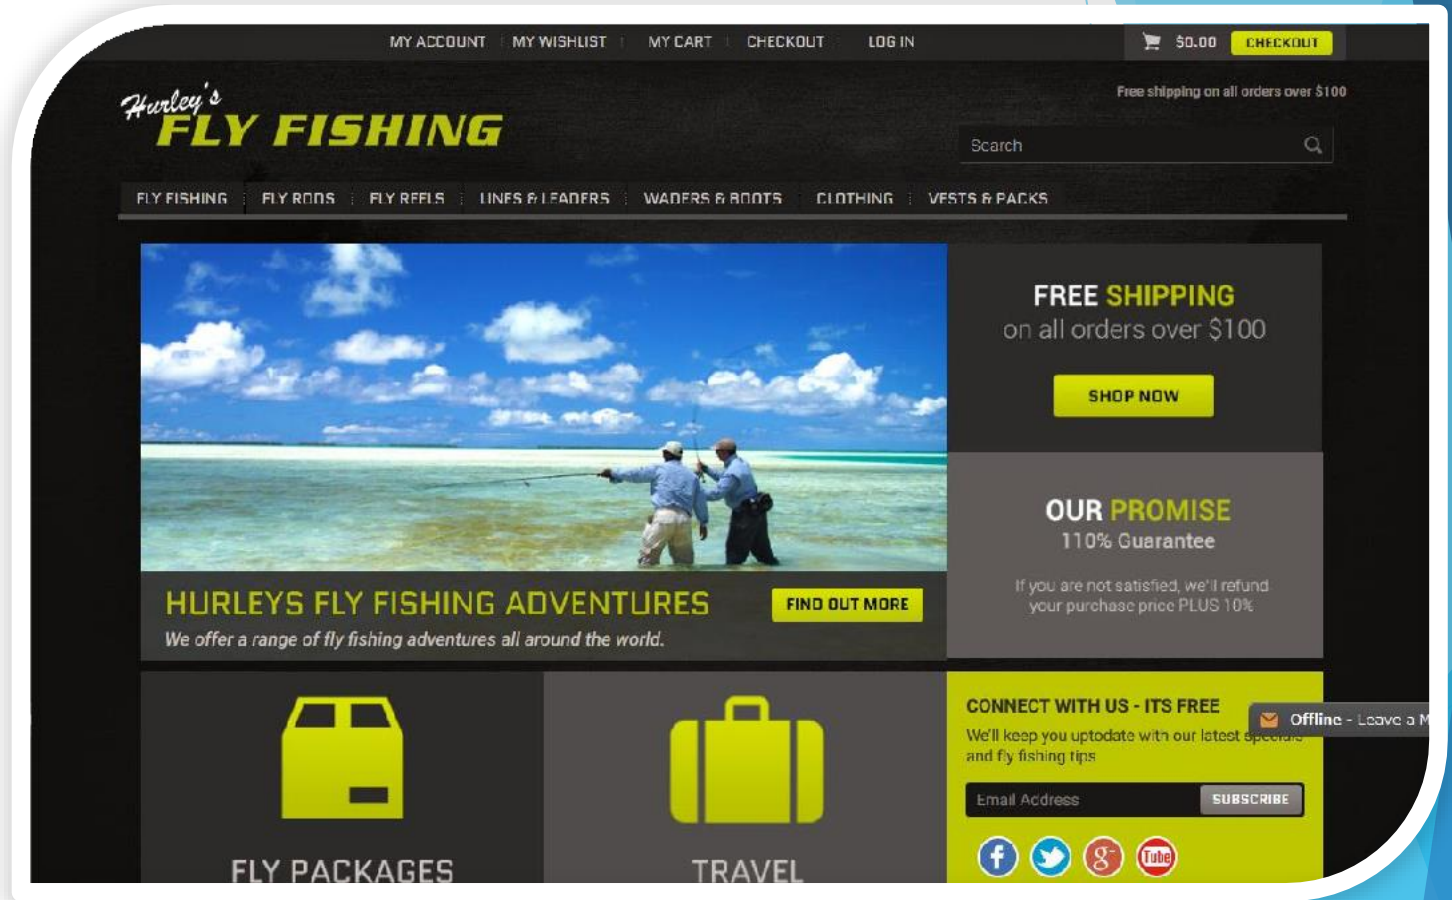 MY ACCOUNT MY WISHLIST MY CART CHECKOUT LOG IN $0.00 CHECKOUT
Free shipping on all orders over $100
Hurley's
FLY FISHING
Search
FLY FISHING FLY RODS FLY REELS LINES & LEADERS WADERS & BOOTS CLOTHING VESTS & PACKS
FREE SHIPPING
on all orders over $100
SHOP NOW
OUR PROMISE
110% Guarantee
If you are not satisfied, we'll refund
your purchase price PLUS 10%
HURLEYS FLY FISHING ADVENTURES
FIND OUT MORE
We offer a range of fly fishing adventures all around the world.
FLY PACKAGES
TRAVEL
CONNECT WITH US - ITS FREE
Offline - Leave a M
We'll keep you uptodate with our latest specials
and fly fishing tips
Email Address SUBSCRIBE
f g+ Tube